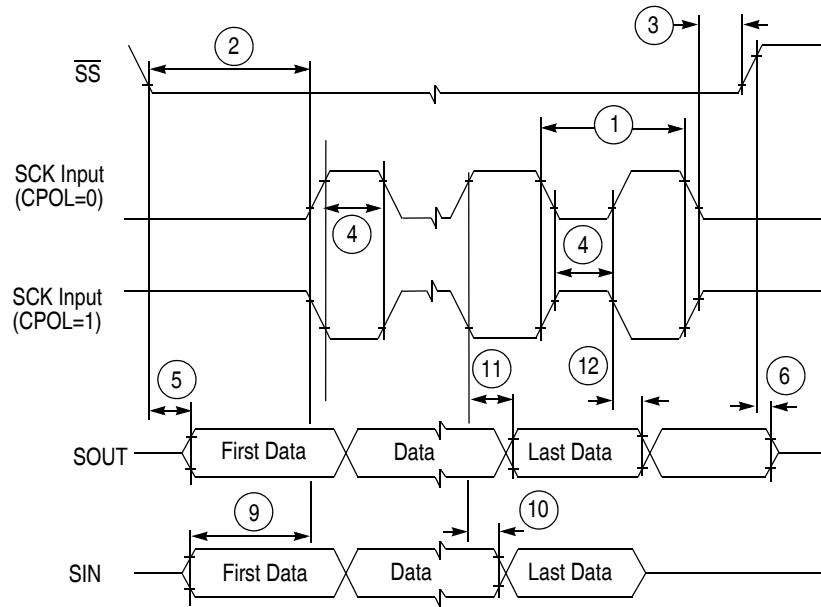 2
3
SS
1
SCK Input
(CPOL=0)
4
4
SCK Input
(CPOL=1)
5
11
12
6
SOUT
First Data
Data
Last Data
9
10
SIN
First Data
Data
Last Data